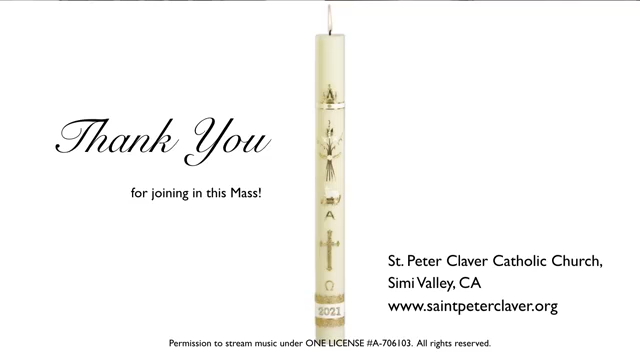 Thank You
for joining in this Mass!
A
Ω
2021
St. Peter Claver Catholic Church,
Simi Valley, CA
www.saintpeterclaver.org
Permission to stream music under ONE LICENSE #A-706103. All rights reserved.